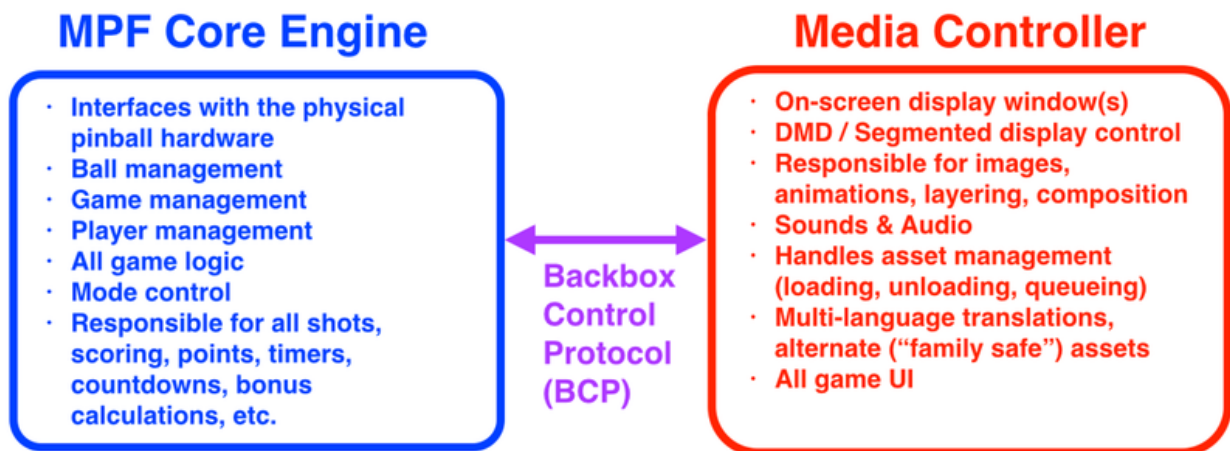 MPF Core Engine
· Interfaces with the physical
pinball hardware
· Ball management
· Game management
· Player management
· All game logic
· Mode control
· Responsible for all shots,
scoring, points, timers,
countdowns, bonus
calculations, etc.
Backbox
Control
Protocol
(BCP)
Media Controller
· On-screen display window(s)
· DMD / Segmented display control
· Responsible for images,
animations, layering, composition
· Sounds & Audio
· Handles asset management
(loading, unloading, queueing)
· Multi-language translations,
alternate (“family safe”) assets
· All game UI